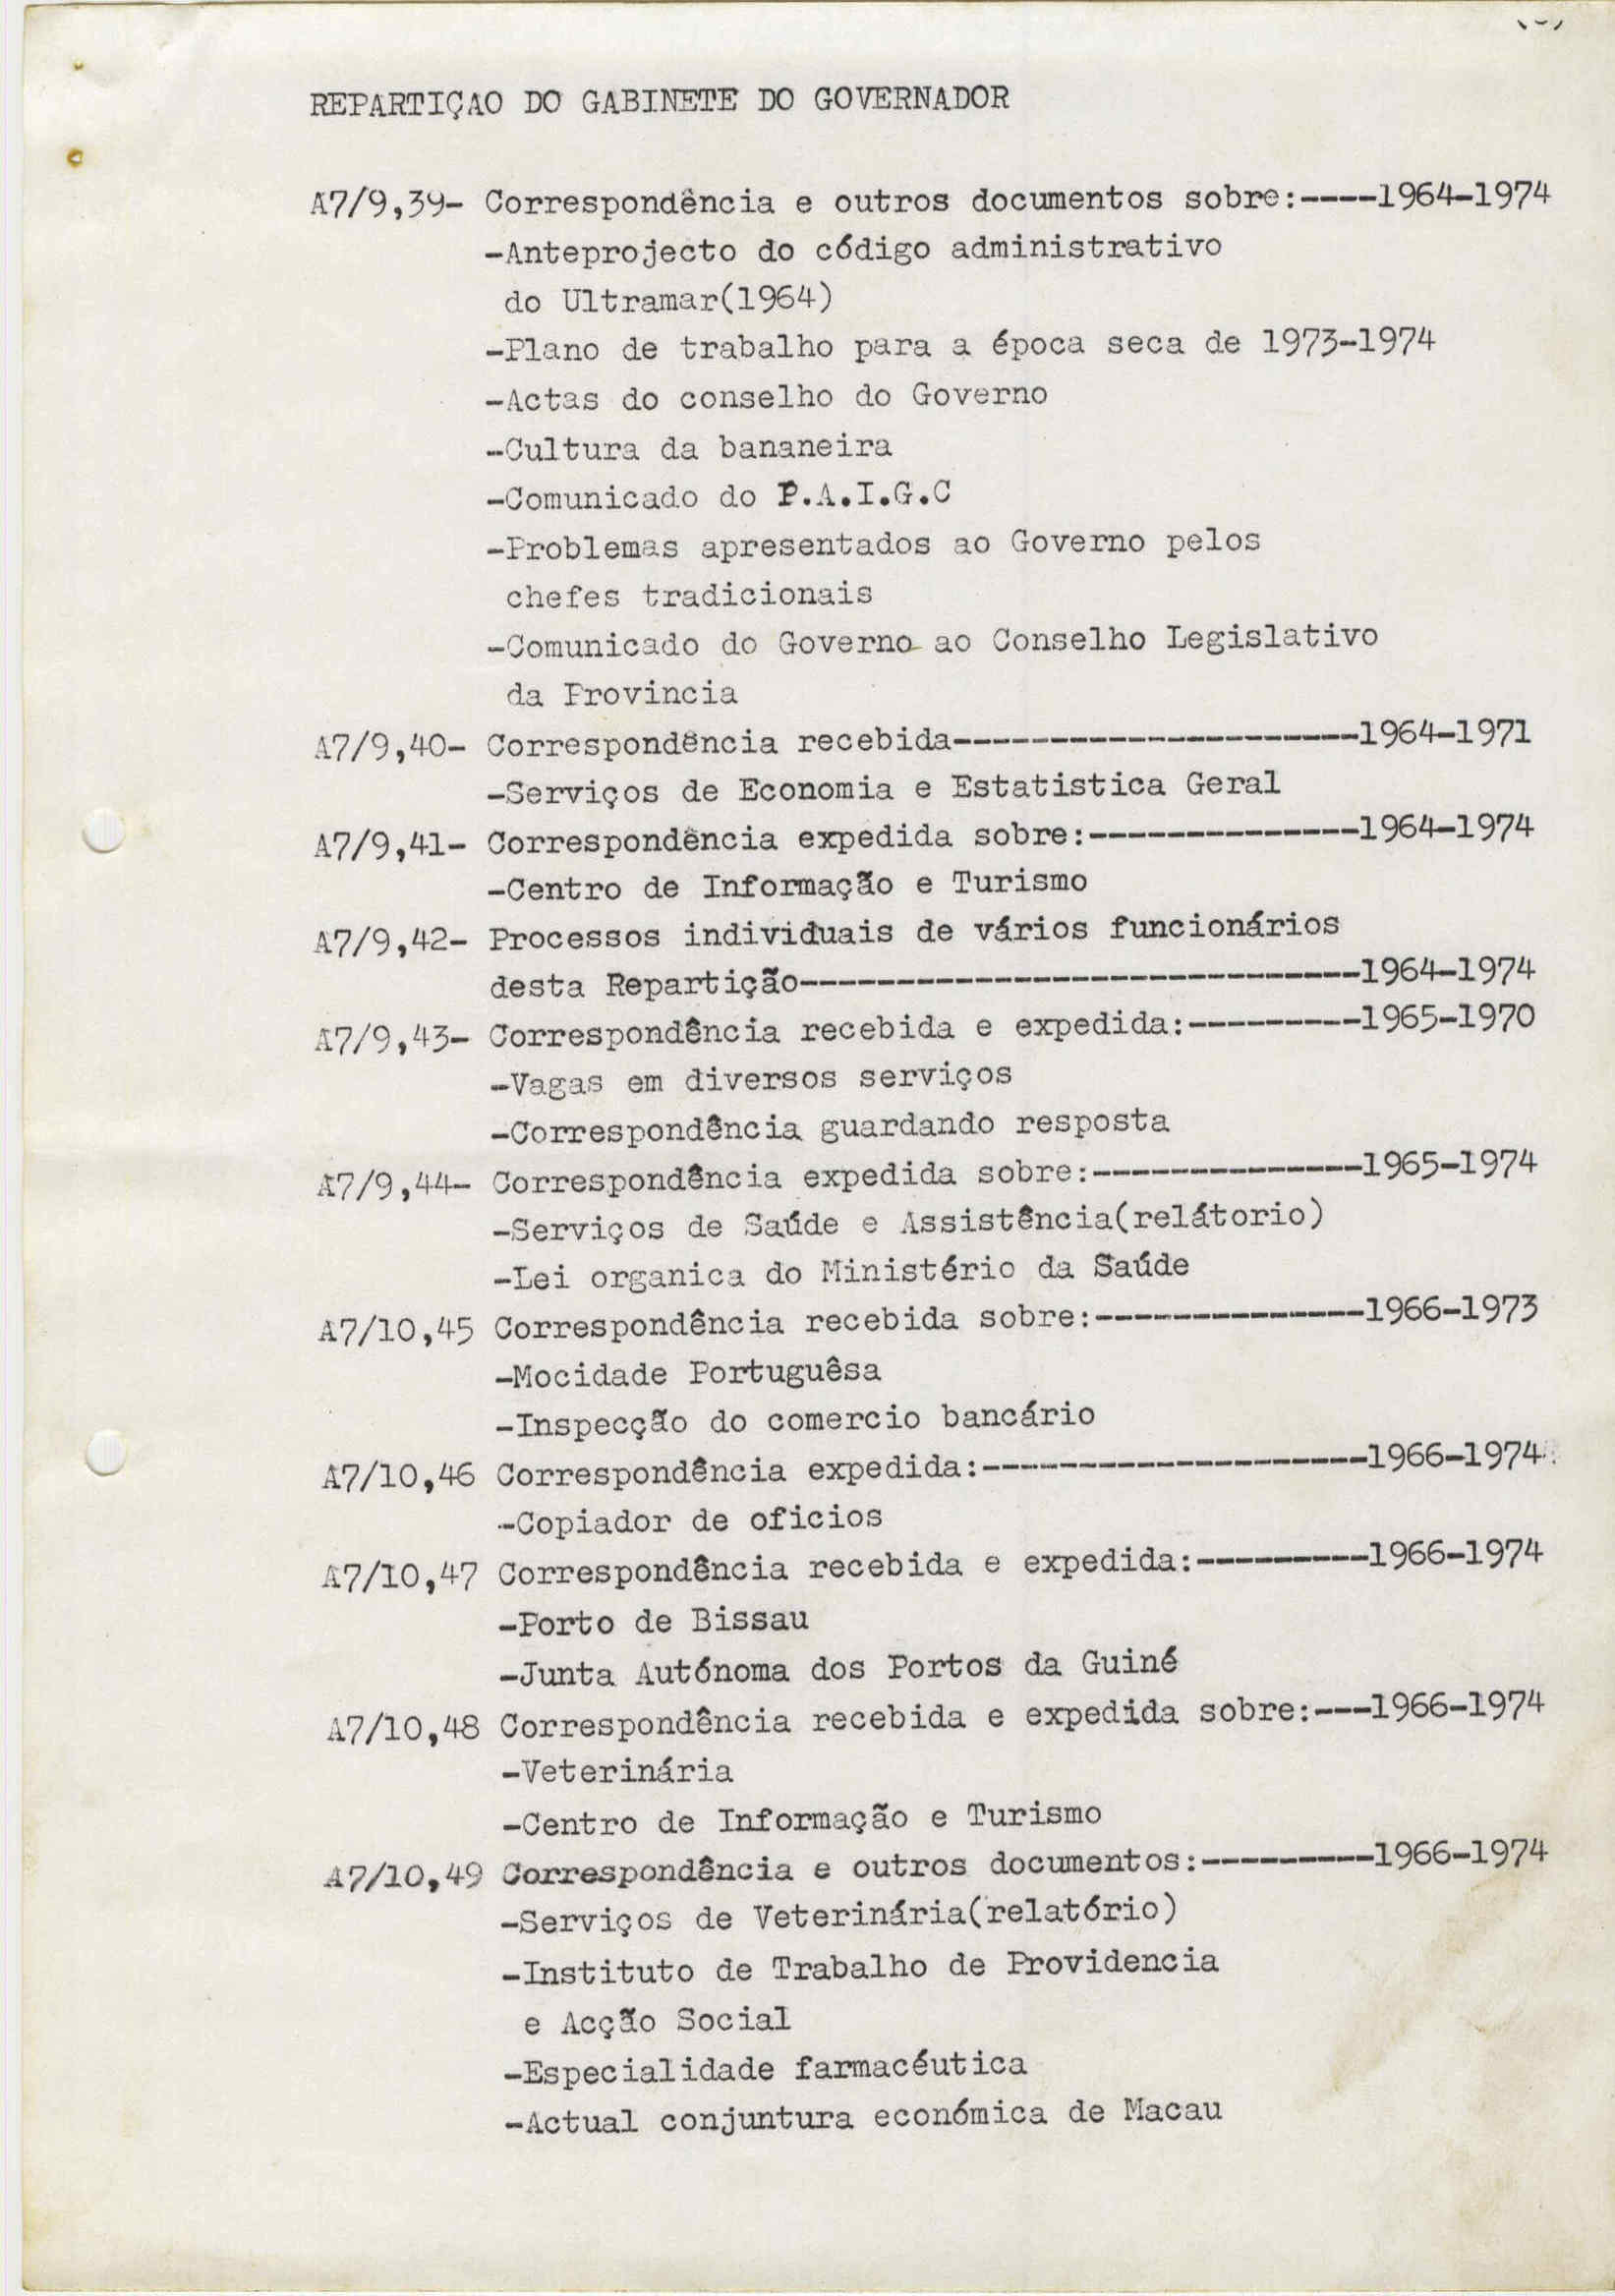 REPARTIÇAO DO GABINETE DO GOVERNADOR
A7/9,39- Correspondência e outros documentos sobre:----1964-1974
-Anteprojecto do código administrativo
do Ultramar(1964)
-Plano de trabalho para a época seca de 1973-1974
-Actas do conselho do Governo
-Cultura da bananeira
-Comunicado do P.A.I.G.C
-Problemas apresentados ao Governo pelos
chefes tradicionais
-Comunicado do Governo ao Conselho Legislativo
da Provincia
A7/9,40- Correspondência recebida---------------------1964-1971
-Serviços de Economia e Estatistica Geral
A7/9,41- Correspondência expedida sobre:--------------1964-1974
-Centro de Informação e Turismo
A7/9,42- Processos individuais de vários funcionários
desta Repartição-----------------------------1964-1974
A7/9,43- Correspondência recebida e expedida:---------1965-1970
-Vagas em diversos serviços
-Correspondência guardando resposta
A7/9,44- Correspondência expedida sobre:--------------1965-1974
-Serviços de Saúde e Assistência(relátorio)
-Lei organica do Ministério da Saúde
A7/10,45 Correspondência recebida sobre:--------------1966-1973
-Mocidade Portuguêsa
-Inspecção do comercio bancário
A7/10,46 Correspondência expedida:--------------------1966-1974
-Copiador de oficios
A7/10,47 Correspondência recebida e expedida:---------1966-1974
-Porto de Bissau
-Junta Autónoma dos Portos da Guiné
A7/10,48 Correspondência recebida e expedida sobre:---1966-1974
-Veterinária
-Centro de Informação e Turismo
A7/10,49 Correspondência e outros documentos:---------1966-1974
-Serviços de Veterinária(relatório)
-Instituto de Trabalho de Providencia
e Acção Social
-Especialidade farmacéutica
-Actual conjuntura económica de Macau